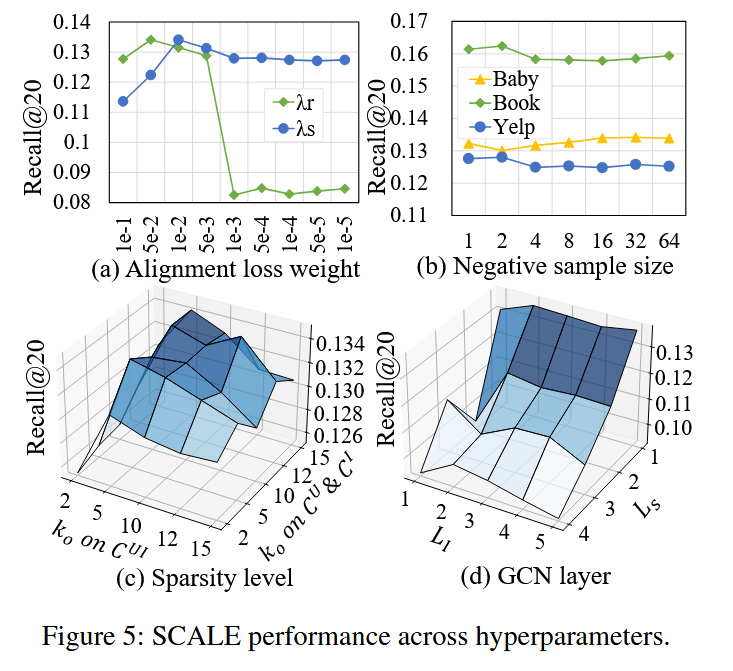 0.14
0.13
0.12
0.11
0.1
0.09
0.08
Recall@20
λr
λs
1e-1
5e-2
1e-2
5e-3
1e-3
5e-4
1e-4
5e-5
1e-5
(a) Alignment loss weight
0.17
0.16
0.15
0.14
0.13
0.12
0.11
Recall@20
Baby
Book
Yelp
1 2 4 8 16 32 64
(b) Negative sample size
Recall@20
0.134
0.132
0.130
0.128
0.126
2 5 10 12 15
k₀ on Cᵁᴵ
2 5 10 12 15
k₀ on Cᵁ & Cᴵ
(c) Sparsity level
Recall@20
0.13
0.12
0.11
0.10
1 2 3 4 5
L_I
1 2 3 4
L_S
(d) GCN layer
Figure 5: SCALE performance across hyperparameters.